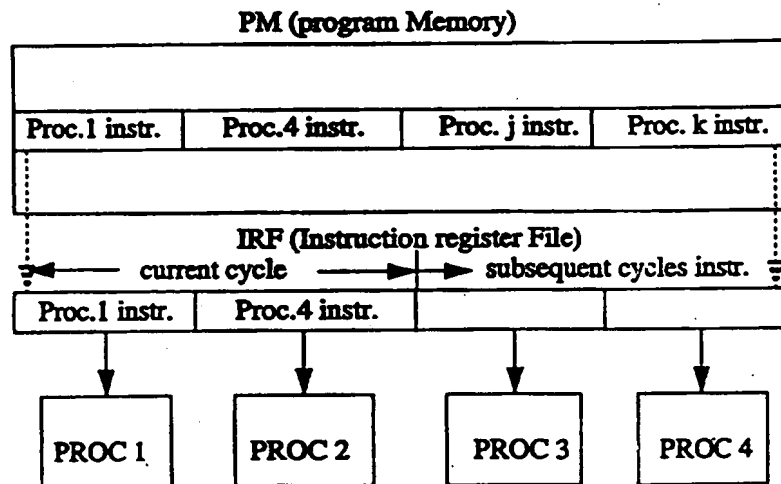 PM (program Memory)
Proc.1 instr. Proc.4 instr. Proc. j instr. Proc. k instr.
IRF (Instruction register File)
current cycle subsequent cycles instr.
Proc.1 instr. Proc.4 instr.
PROC 1 PROC 2 PROC 3 PROC 4